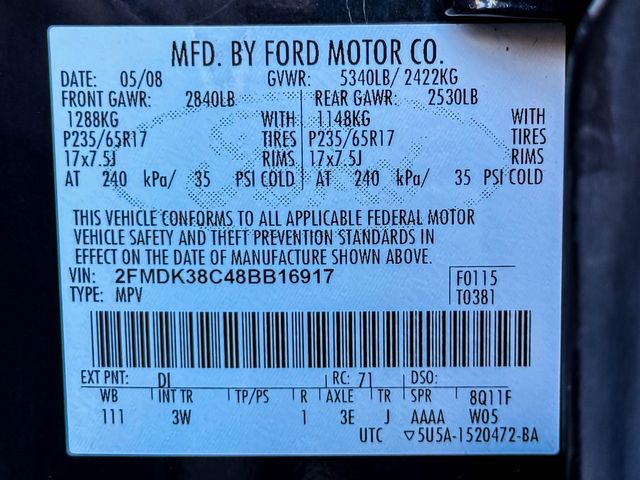 MFD. BY FORD MOTOR CO.
DATE: 05/08 GVWR: 5340LB/ 2422KG
FRONT GAWR: 2840LB REAR GAWR: 2530LB
1288KG WITH 1148KG WITH
P235/65R17 TIRES P235/65R17 TIRES
17x7.5J RIMS 17x7.5J RIMS
AT 240 kPa/ 35 PSI COLD AT 240 kPa/ 35 PSI COLD
THIS VEHICLE CONFORMS TO ALL APPLICABLE FEDERAL MOTOR
VEHICLE SAFETY AND THEFT PREVENTION STANDARDS IN
EFFECT ON THE DATE OF MANUFACTURE SHOWN ABOVE.
VIN: 2FMDK38C48BB16917 F0115
TYPE: MPV T0381
EXT PNT: DI RC: 71 DSO:
WB INT TR TP/PS R AXLE TR SPR 8Q11F
111 3W 1 3E J AAAA W05
UTC ▽5U5A-1520472-BA